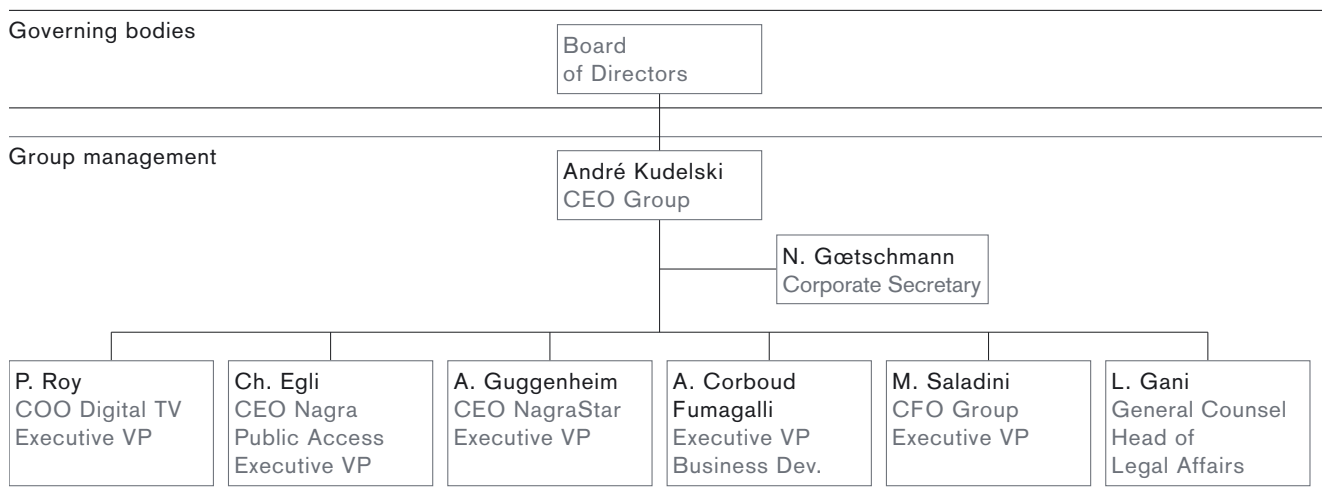 Governing bodies
Board
of Directors
Group management
André Kudelski
CEO Group
N. Gœtschmann
Corporate Secretary
P. Roy
COO Digital TV
Executive VP
Ch. Egli
CEO Nagra
Public Access
Executive VP
A. Guggenheim
CEO NagraStar
Executive VP
A. Corboud
Fumagalli
Executive VP
Business Dev.
M. Saladini
CFO Group
Executive VP
L. Gani
General Counsel
Head of
Legal Affairs